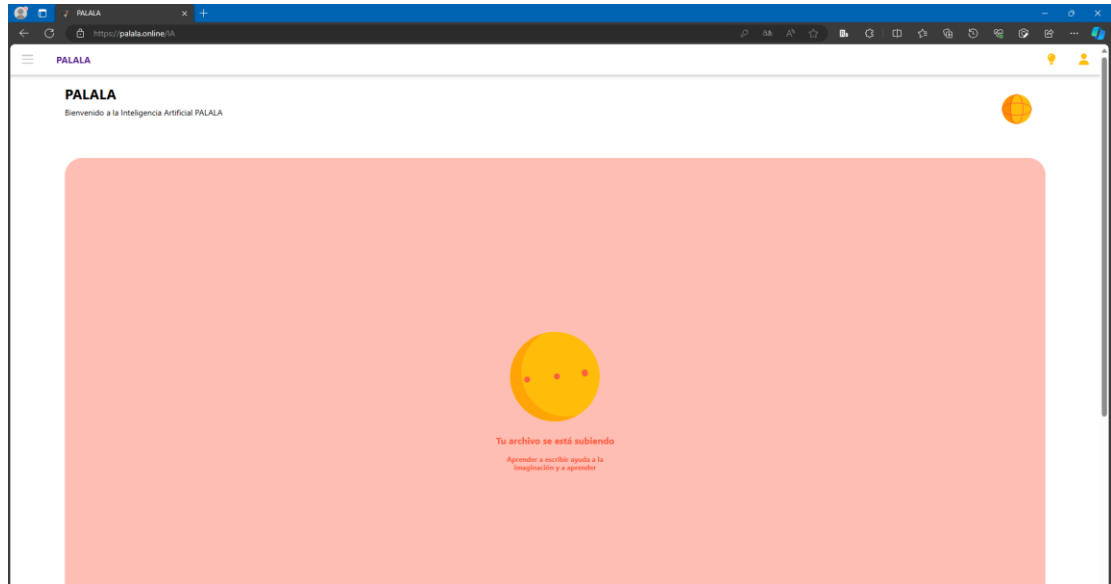 PALALA
https://palala.online/IA
PALALA
PALALA
Bienvenido a la Inteligencia Artificial PALALA
Tu archivo se está subiendo
Aprender a escribir ayuda a la
imaginación y a aprender